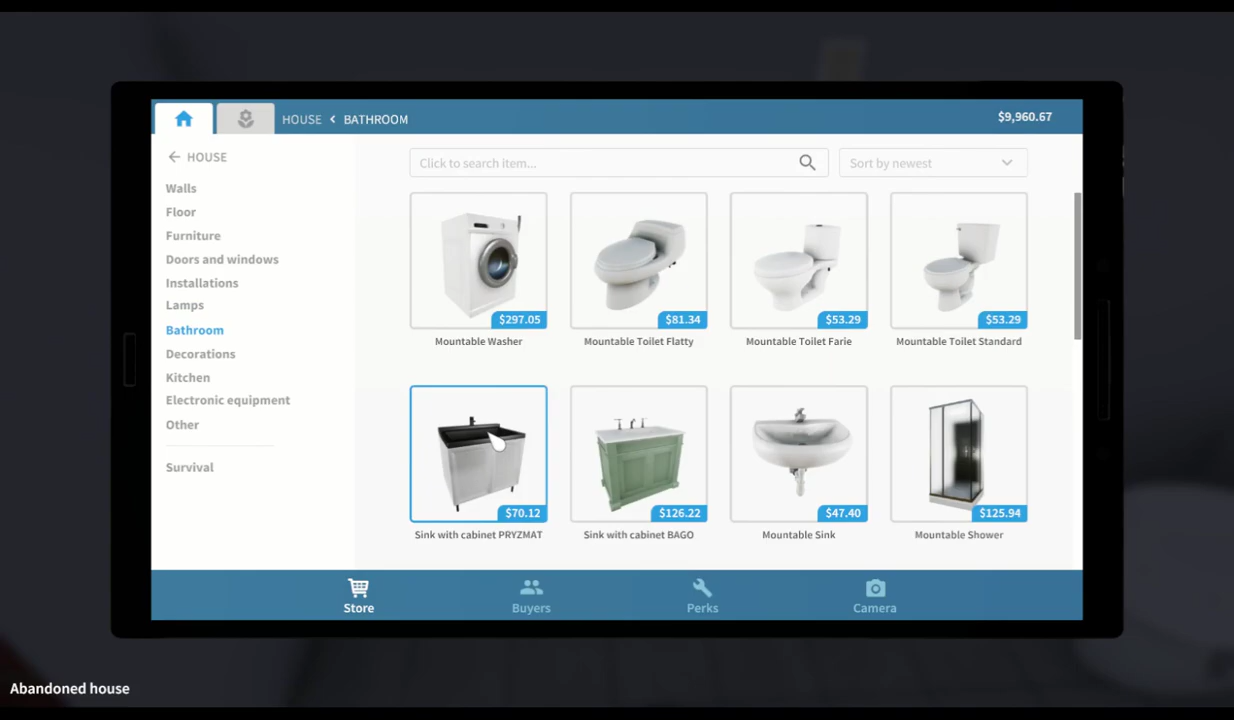 HOUSE < BATHROOM
$9,960.67
HOUSE
Walls
Floor
Furniture
Doors and windows
Installations
Lamps
Bathroom
Decorations
Kitchen
Electronic equipment
Other
Survival
Click to search item...
Sort by newest
$297.05
$81.34
$53.29
$53.29
Mountable Washer
Mountable Toilet Flatty
Mountable Toilet Farie
Mountable Toilet Standard
$70.12
$126.22
$47.40
$125.94
Sink with cabinet PRYZMAT
Sink with cabinet BAGO
Mountable Sink
Mountable Shower
Store
Buyers
Perks
Camera
Abandoned house